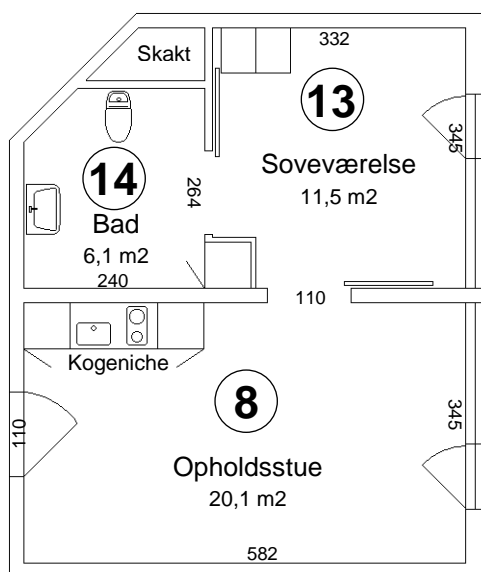 332
Skakt
13
345
Soveværelse
11,5 m2
14
264
Bad
6,1 m2
240
110
Kogeniche
8
345
110
Opholdsstue
20,1 m2
582